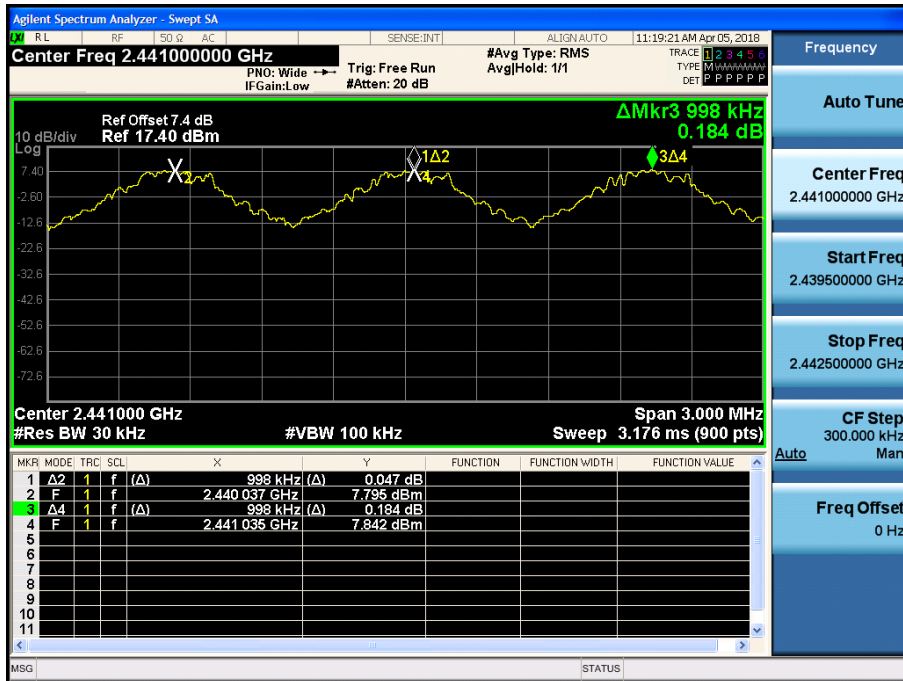 Agilent Spectrum Analyzer - Swept SA
LXI RL RF 50 Ω AC SENSE:INT ALIGN AUTO 11:19:21 AM Apr 05, 2018
Center Freq 2.441000000 GHz #Avg Type: RMS TRACE 1 2 3 4 5 6
PNO: Wide Trig: Free Run Avg|Hold: 1/1 TYPE M W W W W W
IFGain:Low #Atten: 20 dB DET P P P P P P
ΔMkr3 998 kHz
0.184 dB
Ref Offset 7.4 dB
10 dB/div Ref 17.40 dBm
Log
1Δ2
3Δ4
2
4
7.40
-2.60
-12.6
-22.6
-32.6
-42.6
-52.6
-62.6
-72.6
Center 2.441000 GHz Span 3.000 MHz
#Res BW 30 kHz #VBW 100 kHz Sweep 3.176 ms (900 pts)
MKR MODE TRC SCL X Y FUNCTION FUNCTION WIDTH FUNCTION VALUE
1 Δ2 1 f (Δ) 998 kHz (Δ) 0.047 dB
2 F 1 f 2.440 037 GHz 7.795 dBm
3 Δ4 1 f (Δ) 998 kHz (Δ) 0.184 dB
4 F 1 f 2.441 035 GHz 7.842 dBm
5
6
7
8
9
10
11
MSG STATUS
Frequency
Auto Tune
Center Freq
2.441000000 GHz
Start Freq
2.439500000 GHz
Stop Freq
2.442500000 GHz
CF Step
300.000 kHz
Auto Man
Freq Offset
0 Hz